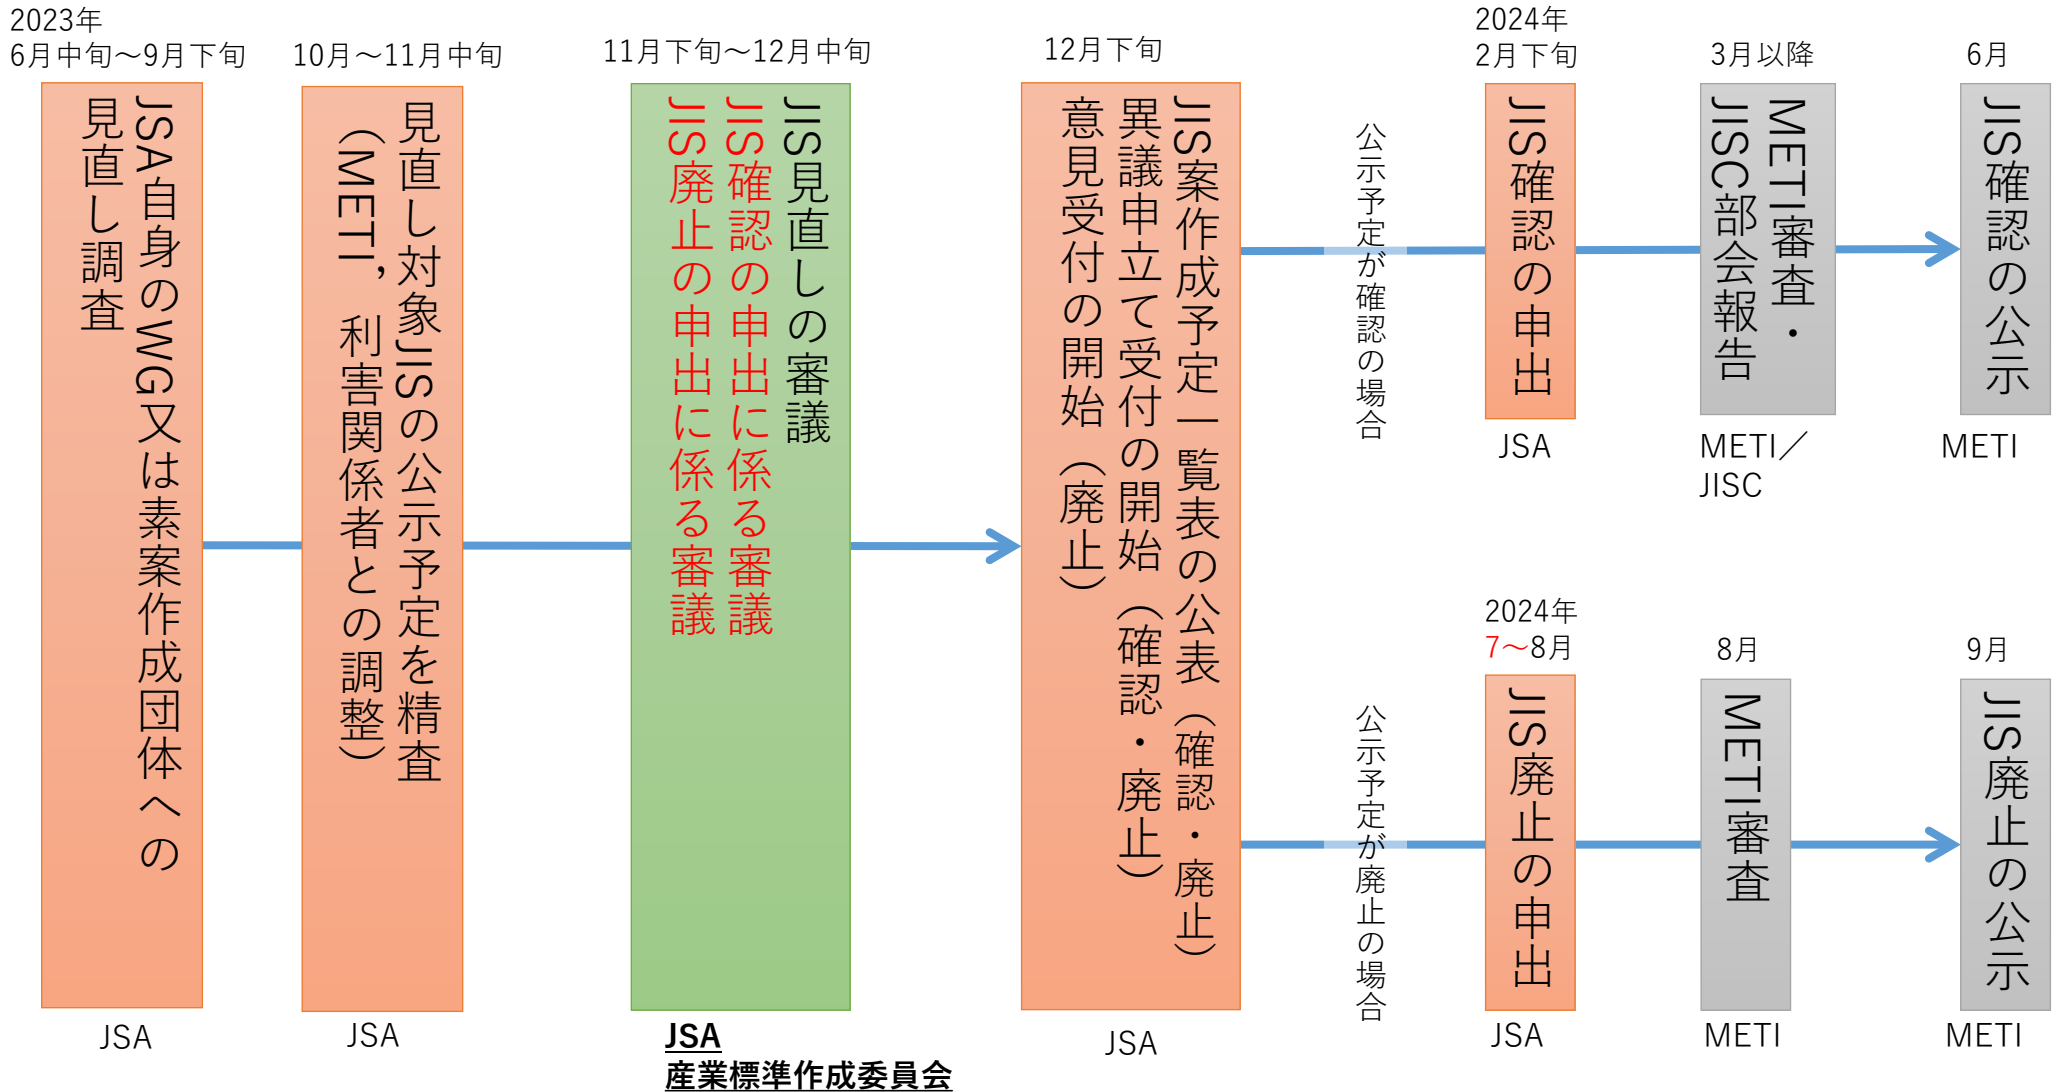 2023年
6月中旬～9月下旬
JSA自身のWG又は素案作成団体への
見直し調査
JSA
10月～11月中旬
見直し対象JISの公示予定を精査
（METI，利害関係者との調整）
JSA
11月下旬～12月中旬
JIS見直しの審議
JIS確認の申出に係る審議
JIS廃止の申出に係る審議
JSA
産業標準作成委員会
12月下旬
JIS案作成予定一覧表の公表（確認・廃止）
異議申立て受付の開始（確認・廃止）
意見受付の開始（廃止）
JSA
公示予定が確認の場合
2024年
2月下旬
JIS確認の申出
JSA
3月以降
METI審査・
JISC部会報告
METI／
JISC
6月
JIS確認の公示
METI
公示予定が廃止の場合
2024年
7～8月
JIS廃止の申出
JSA
8月
METI審査
METI
9月
JIS廃止の公示
METI